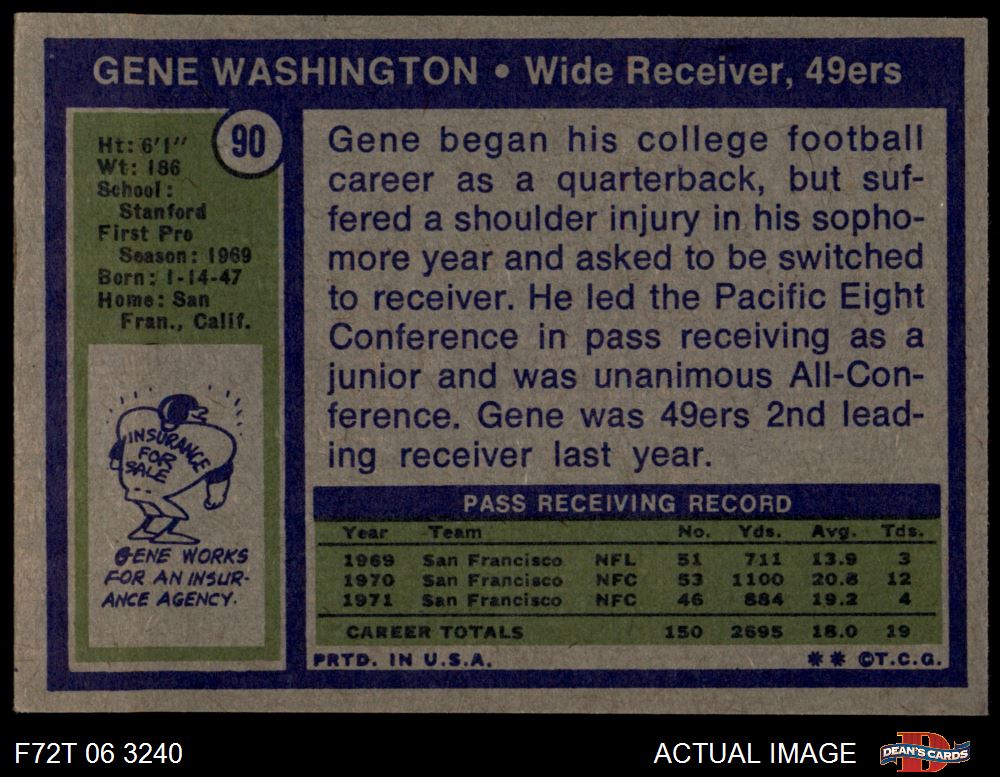 GENE WASHINGTON • Wide Receiver, 49ers
90
Ht: 6'1"
Wt: 186
School:
Stanford
First Pro
Season: 1969
Born: 1-14-47
Home: San
Fran., Calif.
INSURANCE
FOR
SALE
GENE WORKS
FOR AN INSUR-
ANCE AGENCY.
Gene began his college football
career as a quarterback, but suf-
fered a shoulder injury in his sopho-
more year and asked to be switched
to receiver. He led the Pacific Eight
Conference in pass receiving as a
junior and was unanimous All-Con-
ference. Gene was 49ers 2nd lead-
ing receiver last year.
PASS RECEIVING RECORD
Year Team No. Yds. Avg. Tds.
1969 San Francisco NFL 51 711 13.9 3
1970 San Francisco NFC 53 1100 20.8 12
1971 San Francisco NFC 46 884 19.2 4
CAREER TOTALS 150 2695 18.0 19
PRTD. IN U.S.A. ** ©T.C.G.
F72T 06 3240
ACTUAL IMAGE
D
DEAN'S CARDS